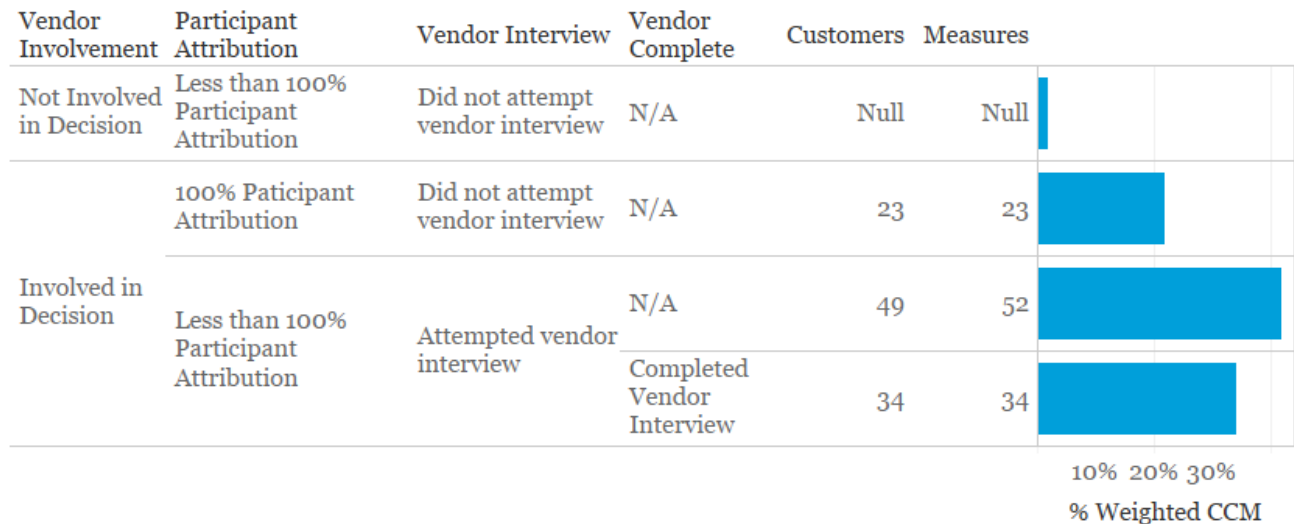 Vendor Involvement Participant Attribution Vendor Interview Vendor Complete Customers Measures
Not Involved in Decision Less than 100% Participant Attribution Did not attempt vendor interview N/A Null Null
Involved in Decision 100% Paticipant Attribution Did not attempt vendor interview N/A 23 23
Less than 100% Participant Attribution Attempted vendor interview N/A 49 52
Completed Vendor Interview 34 34
10% 20% 30%
% Weighted CCM